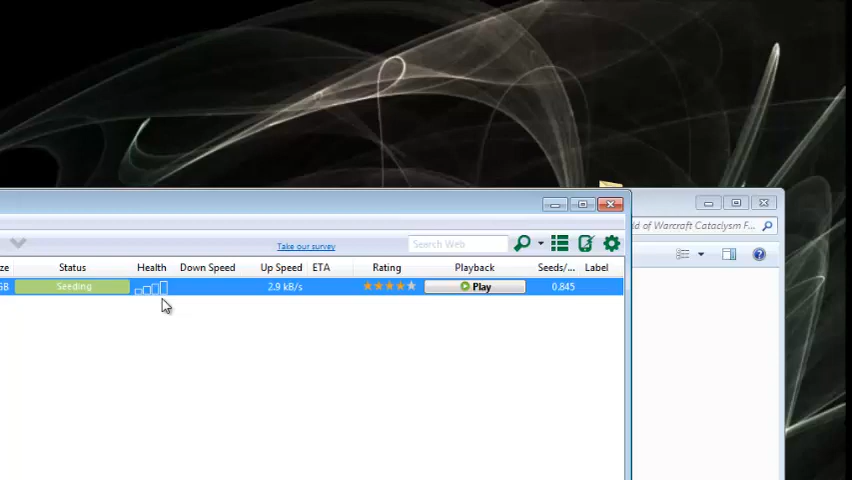 ld of Warcraft Cataclysm F...
Take our survey
Search Web
ze Status Health Down Speed Up Speed ETA Rating Playback Seeds/... Label
GB Seeding 2.9 kB/s Play 0.845